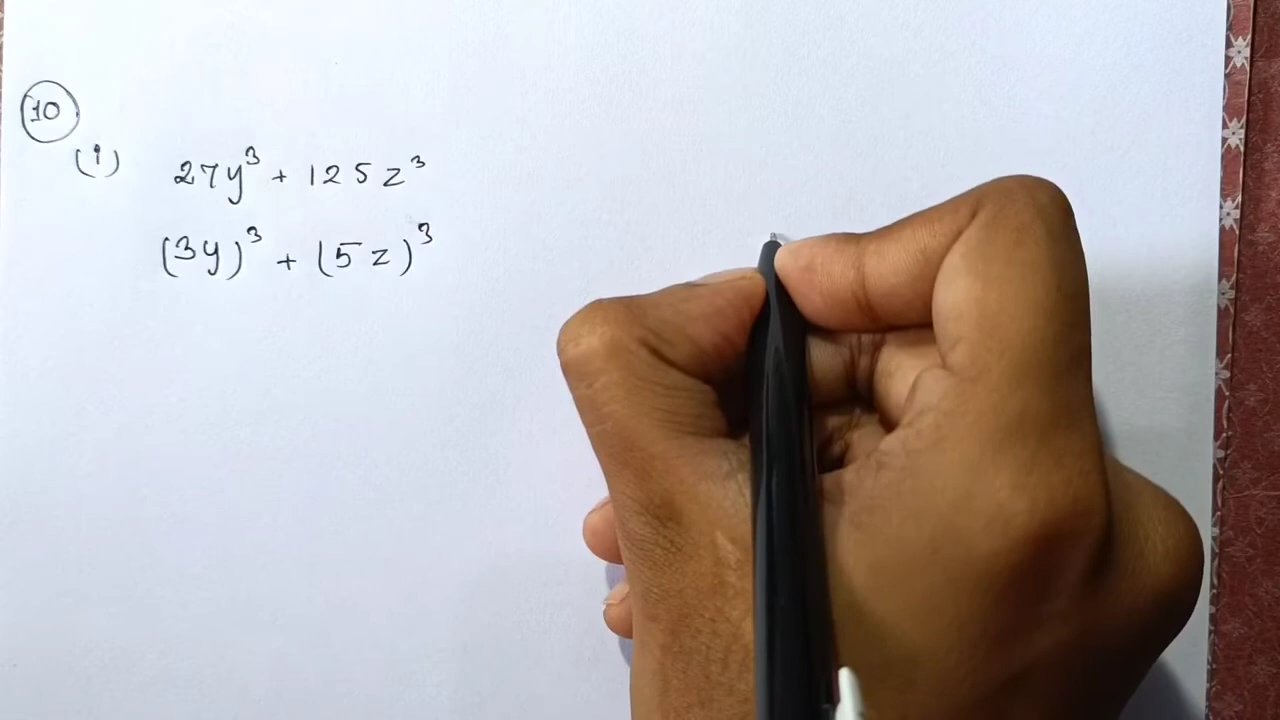 10
(i) 27y³ + 125z³
(3y)³ + (5z)³